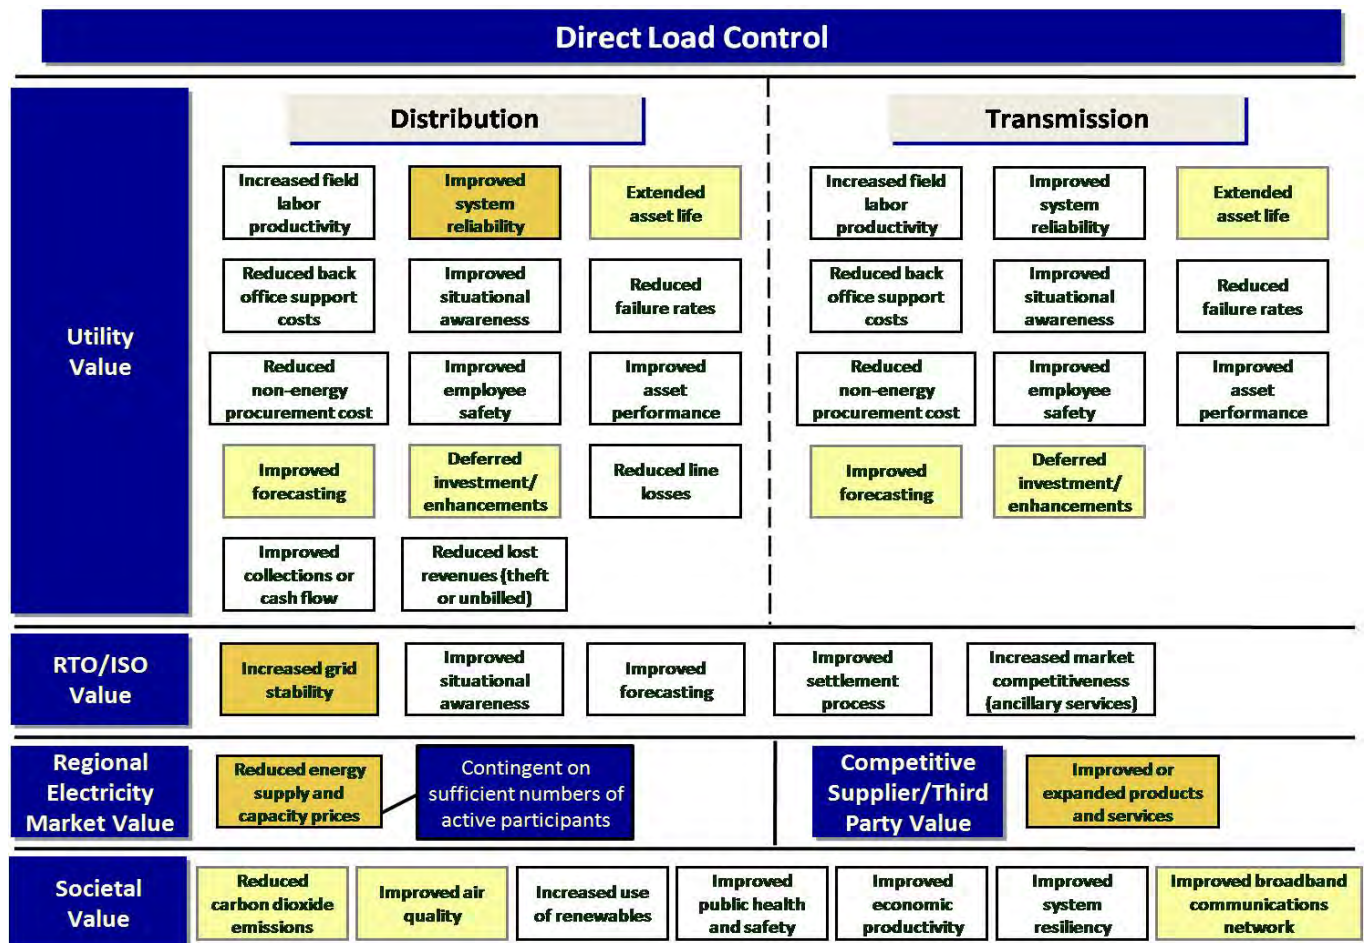 Direct Load Control
Utility
Value
Distribution
Increased field
labor
productivity
Improved
system
reliability
Extended
asset life
Reduced back
office support
costs
Improved
situational
awareness
Reduced
failure rates
Reduced
non-energy
procurement cost
Improved
employee
safety
Improved
asset
performance
Improved
forecasting
Deferred
investment/
enhancements
Reduced line
losses
Improved
collections or
cash flow
Reduced lost
revenues (theft
or unbilled)
Transmission
Increased field
labor
productivity
Improved
system
reliability
Extended
asset life
Reduced back
office support
costs
Improved
situational
awareness
Reduced
failure rates
Reduced
non-energy
procurement cost
Improved
employee
safety
Improved
asset
performance
Improved
forecasting
Deferred
investment/
enhancements
RTO/ISO
Value
Increased grid
stability
Improved
situational
awareness
Improved
forecasting
Improved
settlement
process
Increased market
competitiveness
(ancillary services)
Regional
Electricity
Market Value
Reduced energy
supply and
capacity prices
Contingent on
sufficient numbers of
active participants
Competitive
Supplier/Third
Party Value
Improved or
expanded products
and services
Societal
Value
Reduced
carbon dioxide
emissions
Improved air
quality
Increased use
of renewables
Improved
public health
and safety
Improved
economic
productivity
Improved
system
resiliency
Improved broadband
communications
network